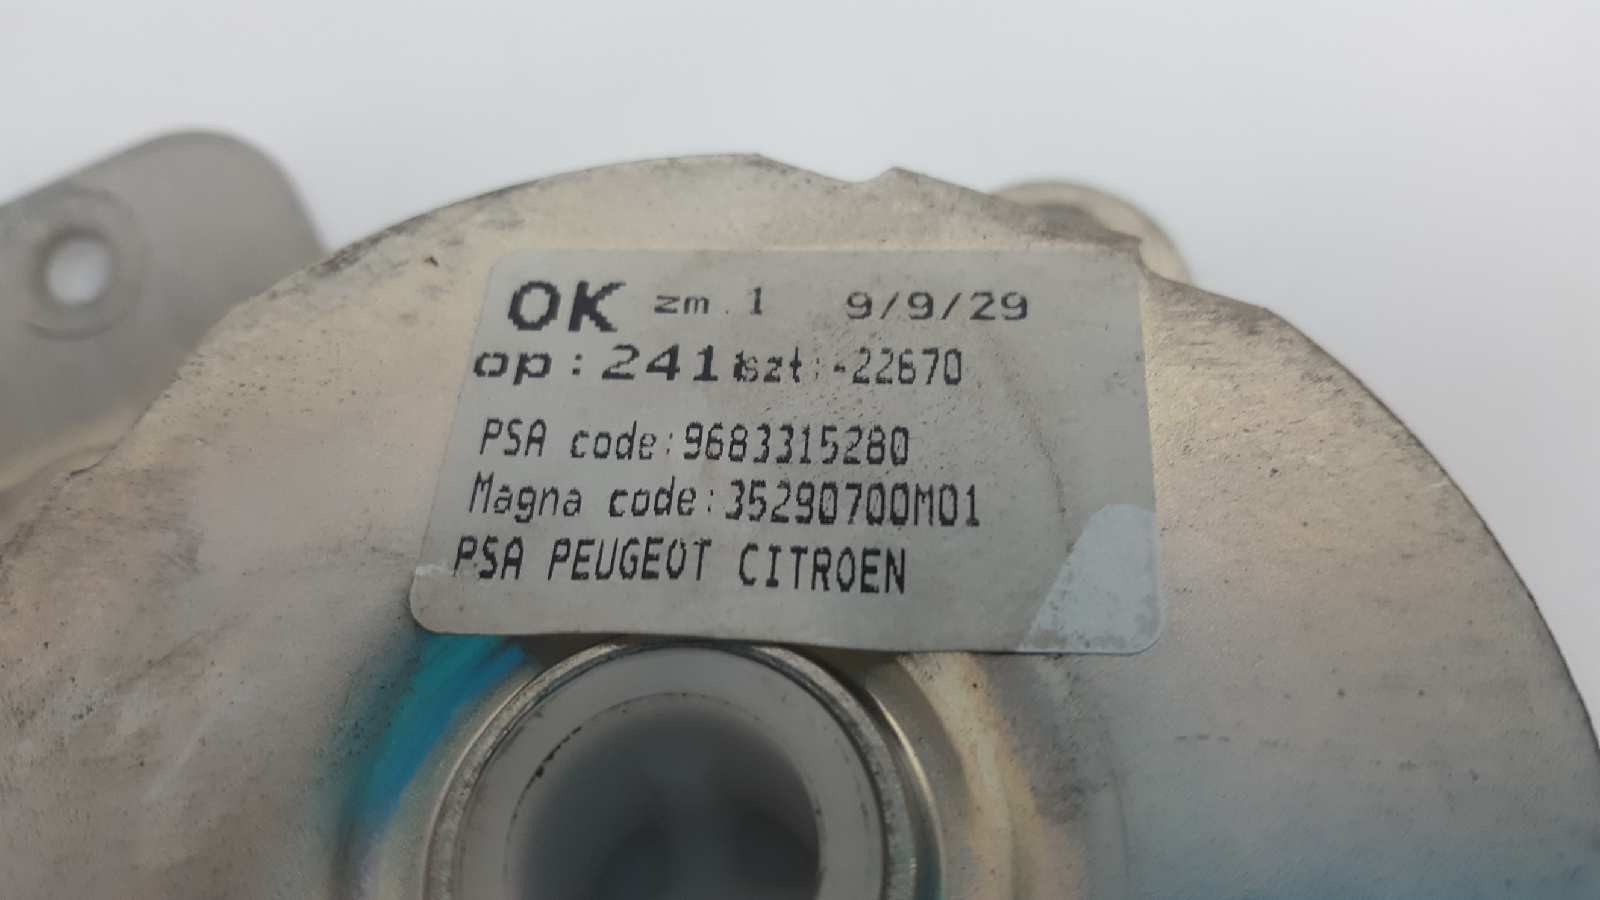 OK zm.1 9/9/29
op:241 szt:-22670
PSA code:9683315280
Magna code:35290700M01
PSA PEUGEOT CITROEN